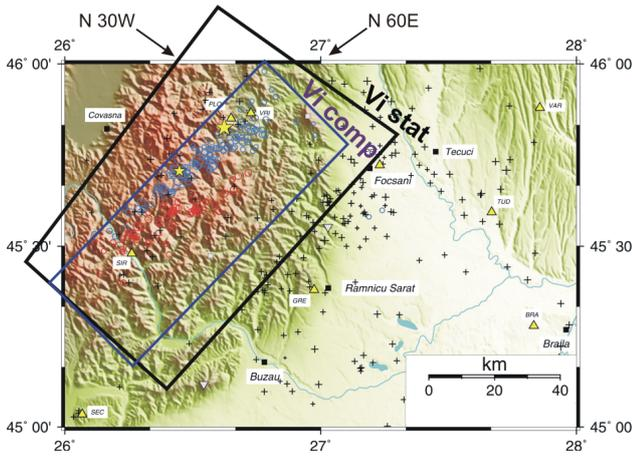 N 30W
N 60E
26°
27°
28°
46° 00'
46° 00'
Covasna
PLO
VRI
Vi comp
Vi stat
VAR
Tecuci
Focsani
TUD
45° 30'
45° 30'
SIR
GRE
Ramnicu Sarat
BRA
Braila
Buzau
km
0
20
40
SEC
45° 00'
45° 00'
26°
27°
28°